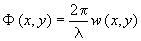 Φ (x, y) = 2π/λ w (x, y)